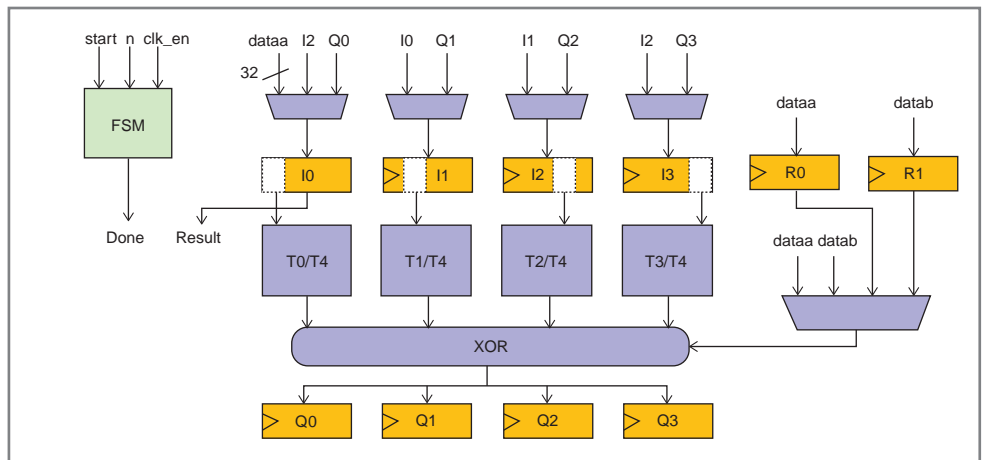 start n clk_en
dataa I2 Q0
I0 Q1
I1 Q2
I2 Q3
32
FSM
dataa
datab
I0
I1
I2
I3
R0
R1
Done
Result
T0/T4
T1/T4
T2/T4
T3/T4
dataa datab
XOR
Q0
Q1
Q2
Q3